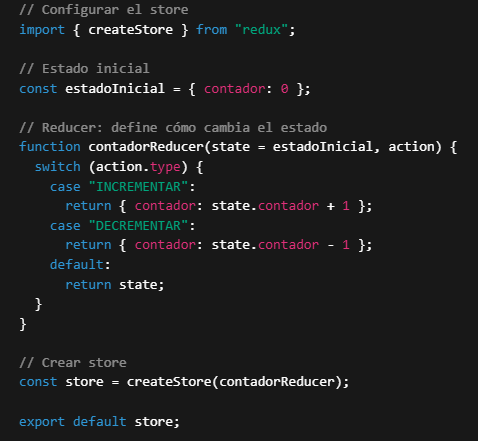 // Configurar el store
import { createStore } from "redux";
// Estado inicial
const estadoInicial = { contador: 0 };
// Reducer: define cómo cambia el estado
function contadorReducer(state = estadoInicial, action) {
  switch (action.type) {
    case "INCREMENTAR":
      return { contador: state.contador + 1 };
    case "DECREMENTAR":
      return { contador: state.contador - 1 };
    default:
      return state;
  }
}
// Crear store
const store = createStore(contadorReducer);
export default store;